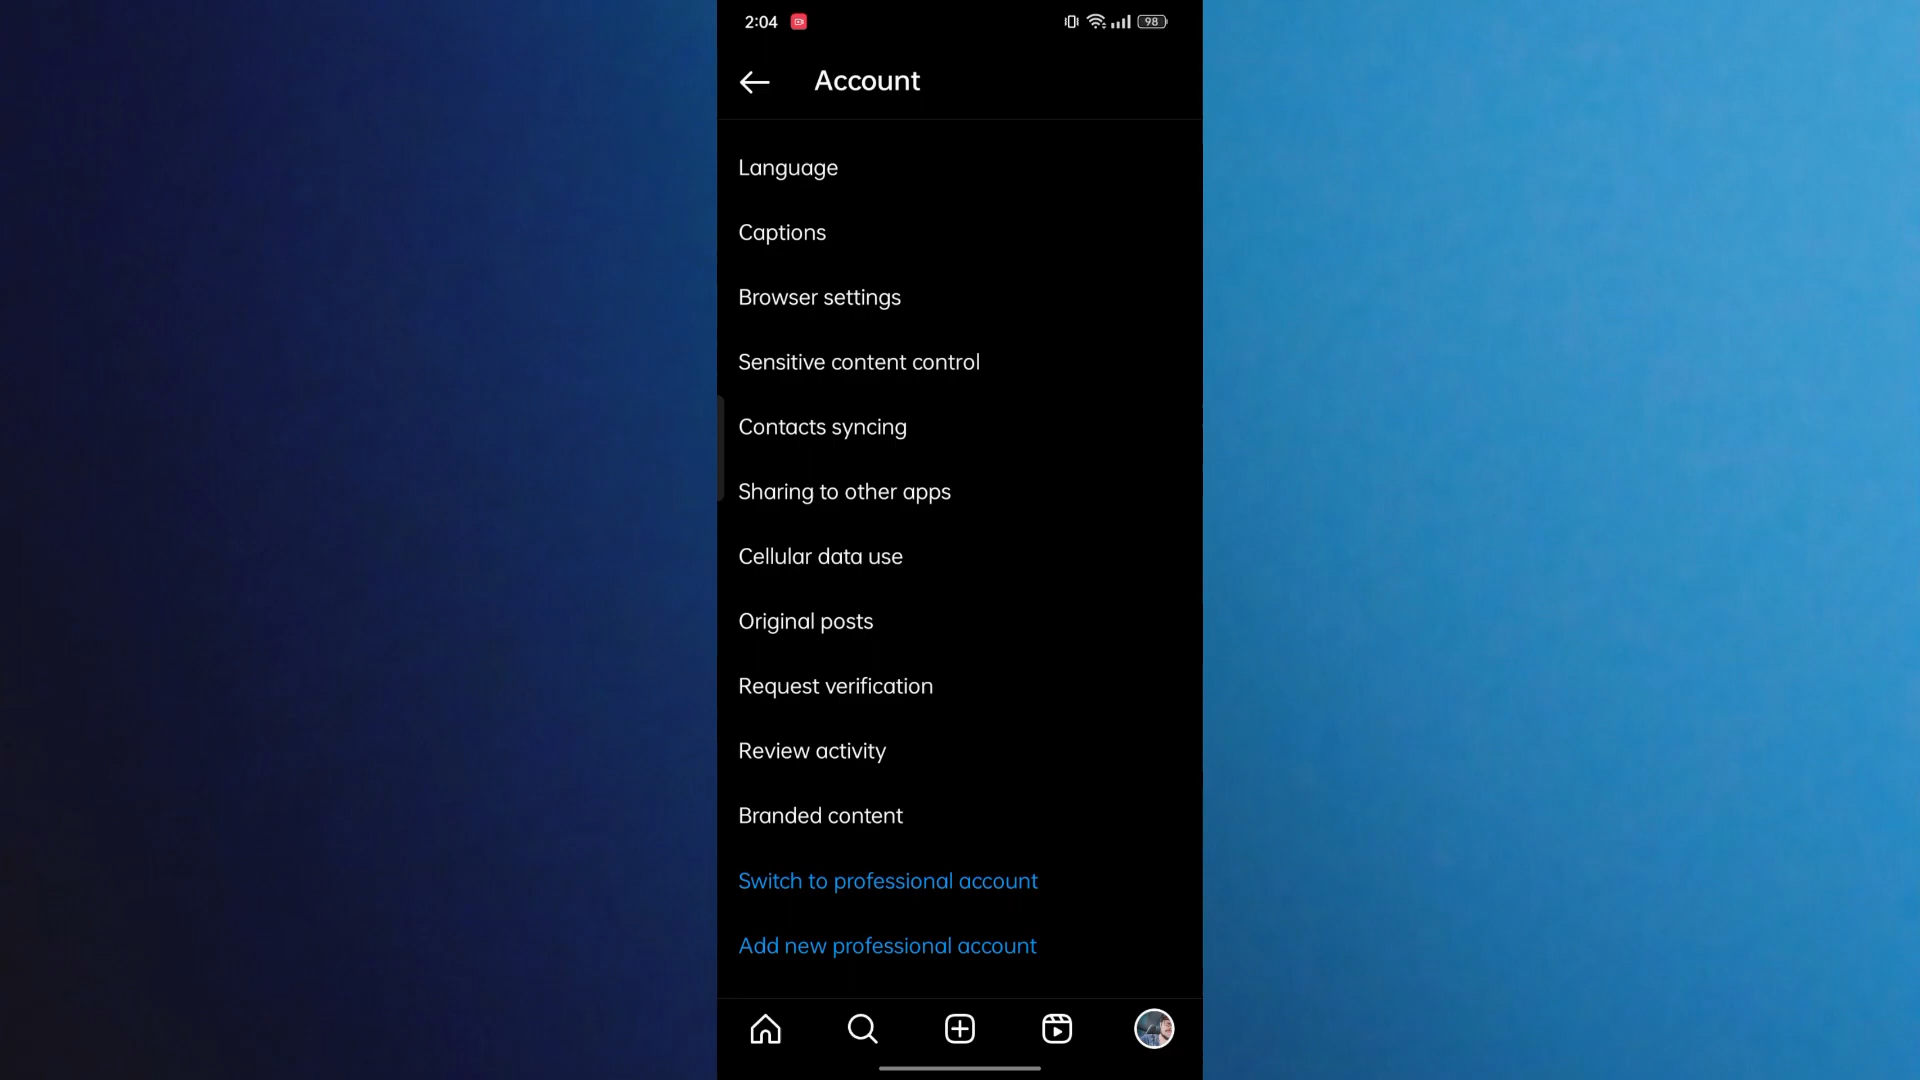 2:04
98
Account
Language
Captions
Browser settings
Sensitive content control
Contacts syncing
Sharing to other apps
Cellular data use
Original posts
Request verification
Review activity
Branded content
Switch to professional account
Add new professional account